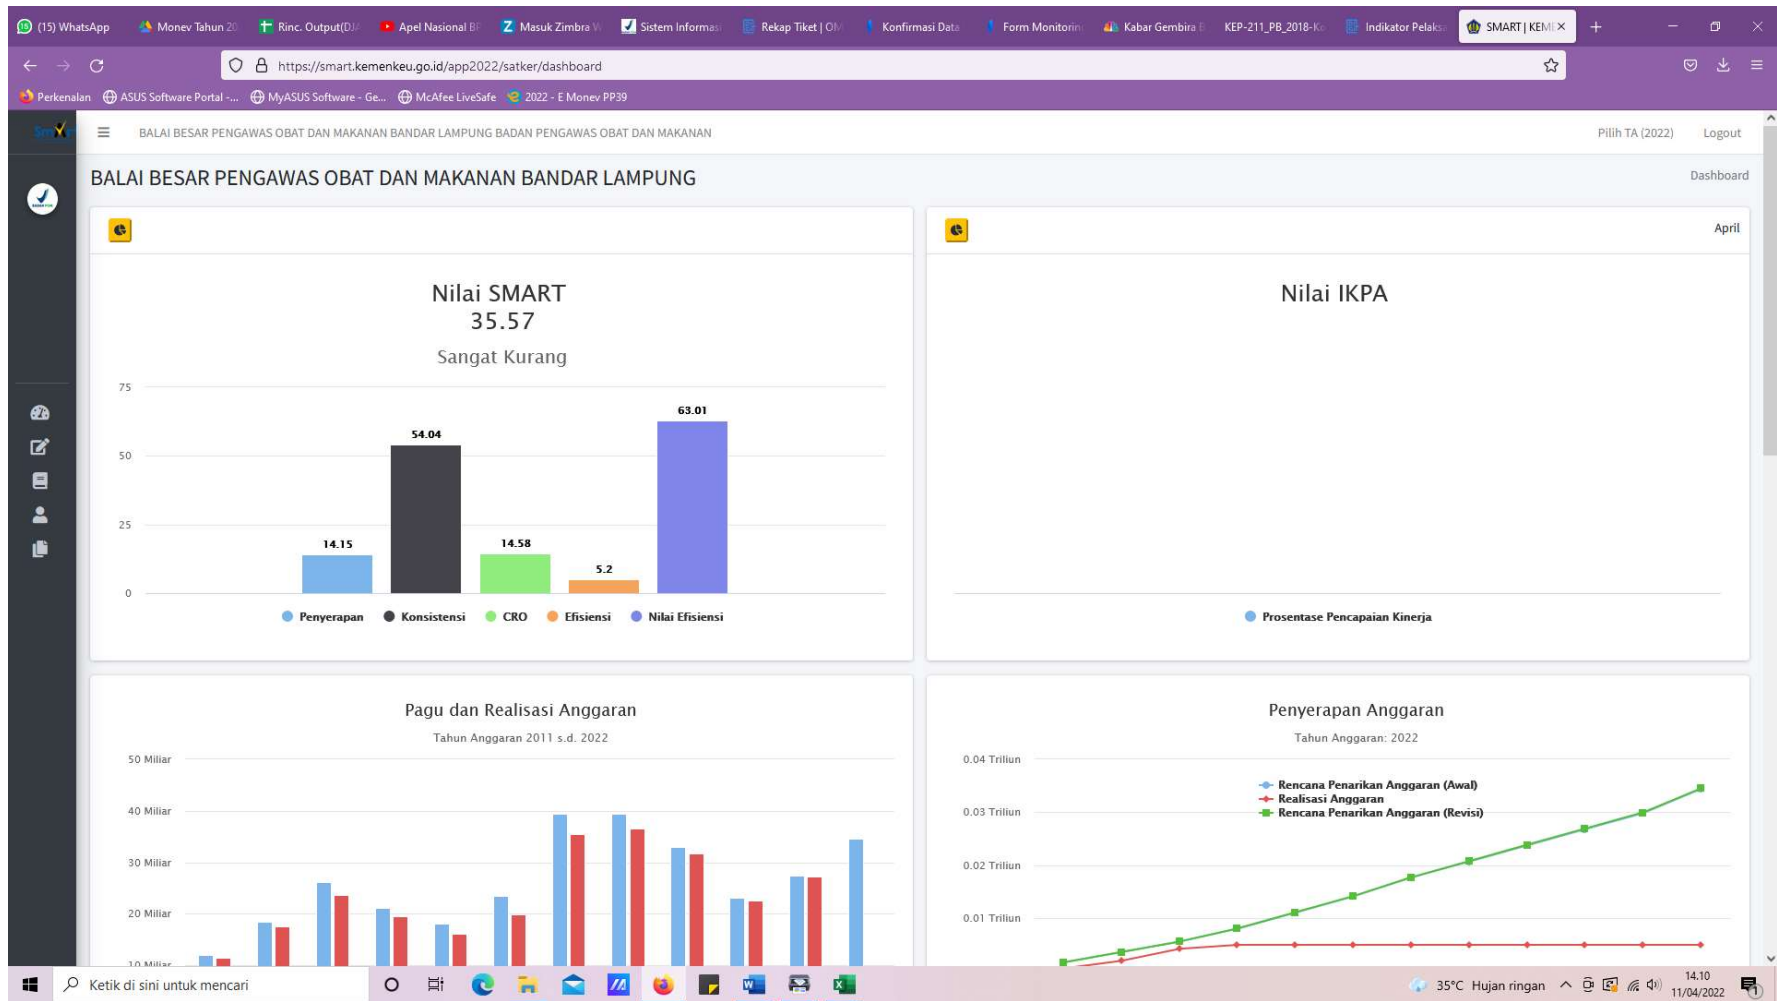 (15) WhatsApp
Monev Tahun 20
Rinc. Output(DJA
Apel Nasional B
Masuk Zimbra W
Sistem Informasi
Rekap Tiket | OM
Konfirmasi Data
Form Monitoring
Kabar Gembira B
KEP-211_PB_2018-Ke
Indikator Pelaksa
SMART | KEME
https://smart.kemenkeu.go.id/app2022/satker/dashboard
Perkenalan
ASUS Software Portal -...
MyASUS Software - Ge...
McAfee LiveSafe
2022 - E Monev PP39
BALAI BESAR PENGAWAS OBAT DAN MAKANAN BANDAR LAMPUNG BADAN PENGAWAS OBAT DAN MAKANAN
Pilih TA (2022)
Logout
BALAI BESAR PENGAWAS OBAT DAN MAKANAN BANDAR LAMPUNG
Dashboard
Nilai SMART
35.57
Sangat Kurang
75
50
25
0
14.15
54.04
14.58
5.2
63.01
Penyerapan
Konsistensi
CRO
Efisiensi
Nilai Efisiensi
April
Nilai IKPA
Prosentase Pencapaian Kinerja
Pagu dan Realisasi Anggaran
Tahun Anggaran 2011 s.d. 2022
50 Miliar
40 Miliar
30 Miliar
20 Miliar
10 Miliar
Penyerapan Anggaran
Tahun Anggaran: 2022
0.04 Triliun
0.03 Triliun
0.02 Triliun
0.01 Triliun
Rencana Penarikan Anggaran (Awal)
Realisasi Anggaran
Rencana Penarikan Anggaran (Revisi)
Ketik di sini untuk mencari
35°C Hujan ringan
14.10
11/04/2022